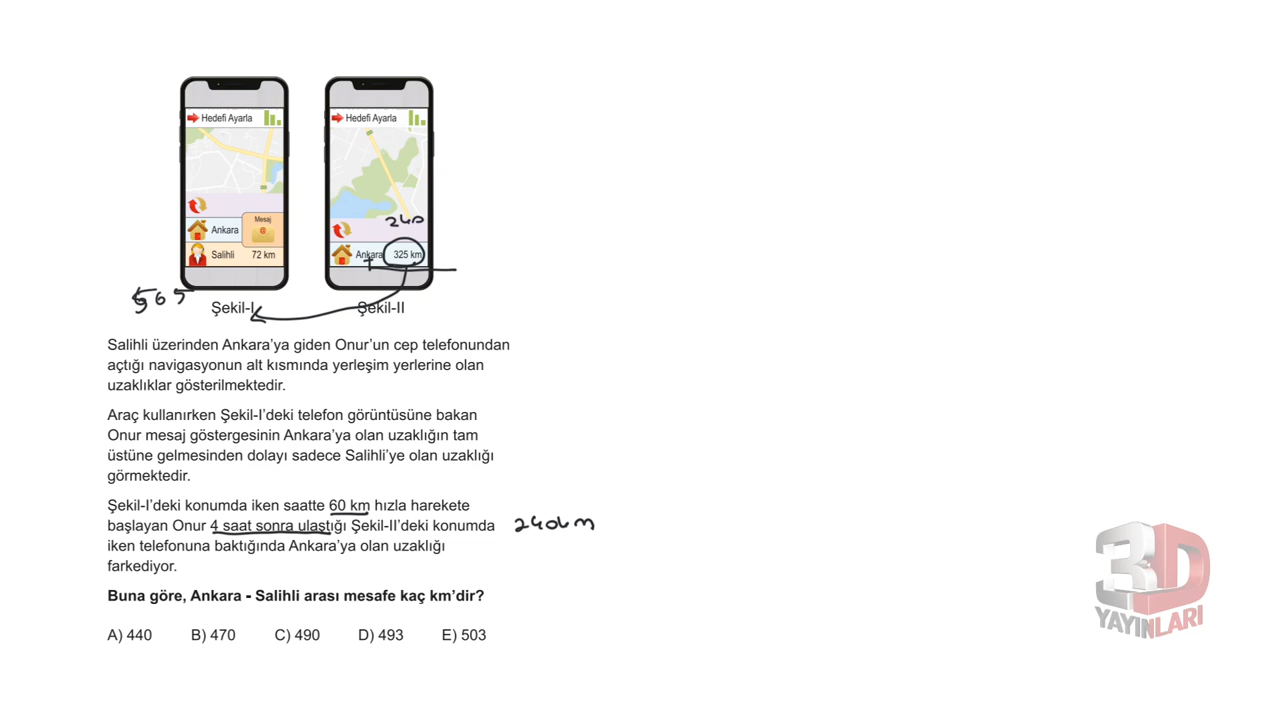 Hedefi Ayarla
Mesaj
@
Ankara
Salihli 72 km
Hedefi Ayarla
240
Ankara 325 km
565
Şekil-I
Şekil-II
Salihli üzerinden Ankara’ya giden Onur’un cep telefonundan
açtığı navigasyonun alt kısmında yerleşim yerlerine olan
uzaklıklar gösterilmektedir.
Araç kullanırken Şekil-I’deki telefon görüntüsüne bakan
Onur mesaj göstergesinin Ankara’ya olan uzaklığın tam
üstüne gelmesinden dolayı sadece Salihli’ye olan uzaklığı
görmektedir.
Şekil-I’deki konumda iken saatte 60 km hızla harekete
başlayan Onur 4 saat sonra ulaştığı Şekil-II’deki konumda
240km
iken telefonuna baktığında Ankara’ya olan uzaklığı
farkediyor.
Buna göre, Ankara - Salihli arası mesafe kaç km’dir?
A) 440 B) 470 C) 490 D) 493 E) 503
3D
YAYINLARI